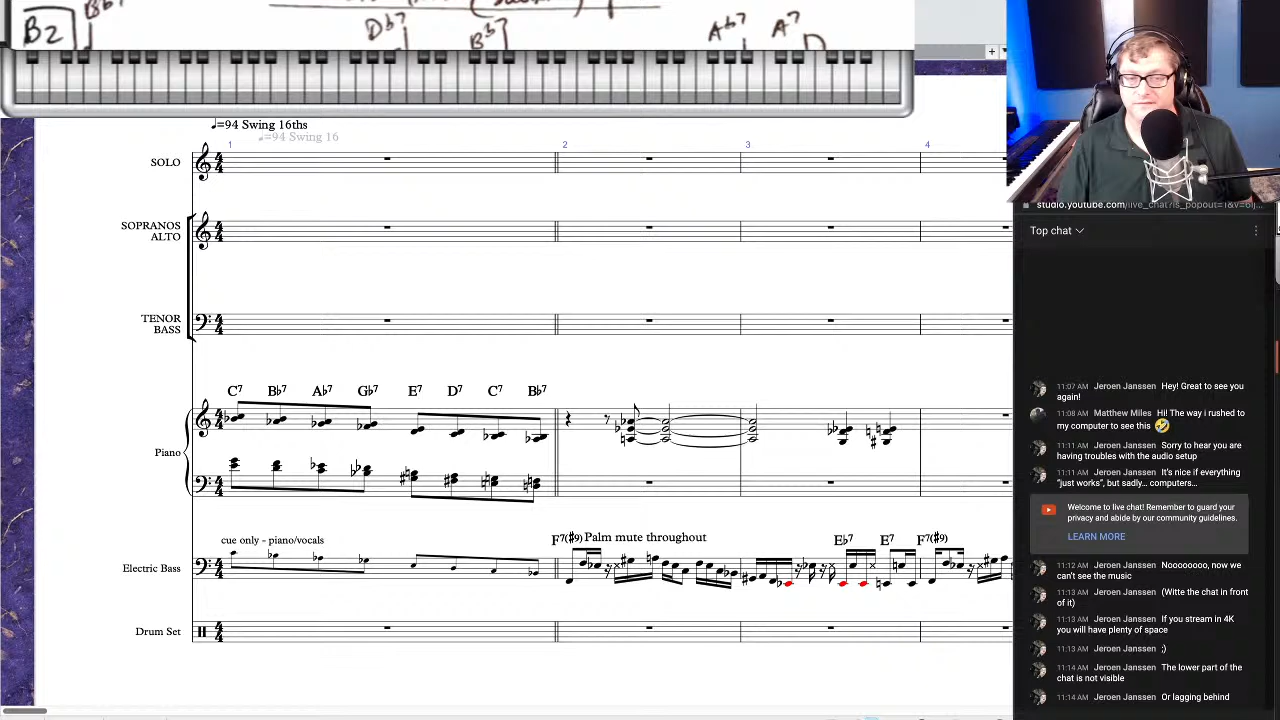 Bb7
B2
Db7
Bb7
Ab7
A7
♩=94 Swing 16ths
♩=94 Swing 16
1
2
3
4
SOLO
SOPRANOS
ALTO
TENOR
BASS
C7 B♭7 A♭7 G♭7 E7 D7 C7 B♭7
Piano
cue only - piano/vocals
F7(#9) Palm mute throughout
E♭7 E7 F7(#9)
Electric Bass
Drum Set
Top chat
11:07 AM Jeroen Janssen Hey! Great to see you
again!
11:08 AM Matthew Miles Hi! The way i rushed to
my computer to see this 🤣
11:11 AM Jeroen Janssen Sorry to hear you are
having troubles with the audio setup
11:11 AM Jeroen Janssen It's nice if everything
"just works", but sadly... computers...
Welcome to live chat! Remember to guard your
privacy and abide by our community guidelines.
LEARN MORE
11:12 AM Jeroen Janssen Noooooooo, now we
can't see the music
11:13 AM Jeroen Janssen (Witte the chat in front
of it)
11:13 AM Jeroen Janssen If you stream in 4K
you will have plenty of space
11:13 AM Jeroen Janssen ;)
11:14 AM Jeroen Janssen The lower part of the
chat is not visible
11:14 AM Jeroen Janssen Or lagging behind